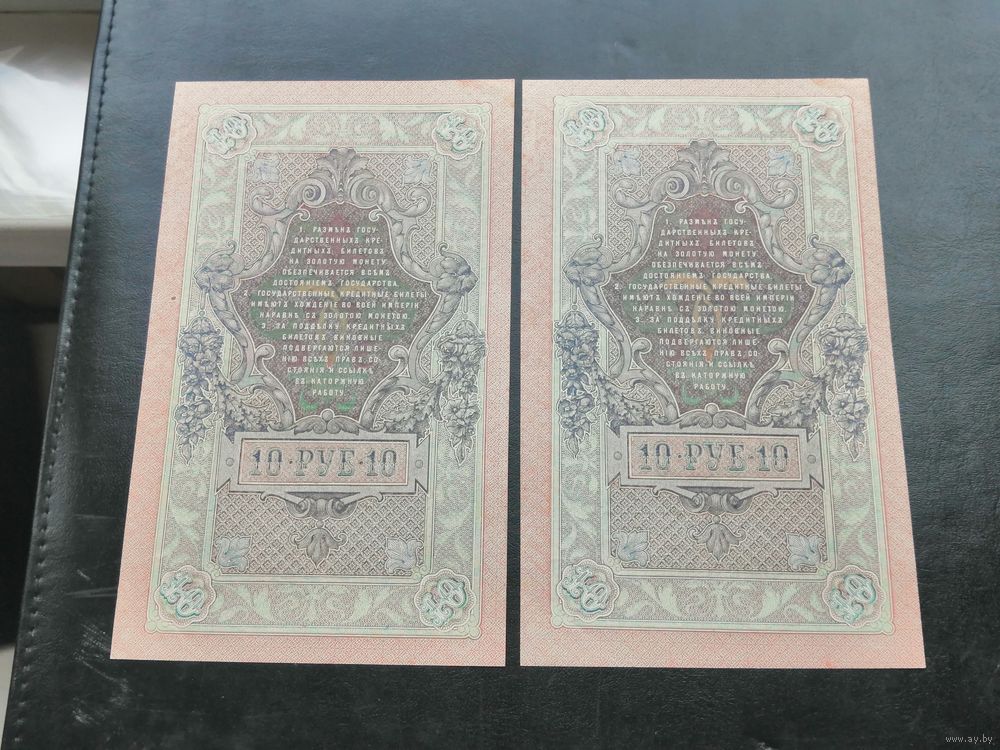 1. РАЗМѢНЪ ГОСУ-
ДАРСТВЕННЫХЪ КРЕ-
ДИТНЫХЪ БИЛЕТОВЪ
НА ЗОЛОТУЮ МОНЕТУ
ОБЕЗПЕЧИВАЕТСЯ ВСѢМЪ
ДОСТОЯНІЕМЪ ГОСУДАРСТВА.
2. ГОСУДАРСТВЕННЫЕ КРЕДИТНЫЕ БИЛЕТЫ
ИМѢЮТЪ ХОЖДЕНІЕ ВО ВСЕЙ ИМПЕРІИ
НАРАВНѢ СЪ ЗОЛОТОЮ МОНЕТОЮ.
3. ЗА ПОДДѢЛКУ КРЕДИТНЫХЪ
БИЛЕТОВЪ ВИНОВНЫЕ
ПОДВЕРГАЮТСЯ ЛИШЕ-
НІЮ ВСѢХЪ ПРАВЪ СО-
СТОЯНІЯ И ССЫЛКѢ
ВЪ КАТОРЖНУЮ
РАБОТУ.
10·РУБ·10
1. РАЗМѢНЪ ГОСУ-
ДАРСТВЕННЫХЪ КРЕ-
ДИТНЫХЪ БИЛЕТОВЪ
НА ЗОЛОТУЮ МОНЕТУ
ОБЕЗПЕЧИВАЕТСЯ ВСѢМЪ
ДОСТОЯНІЕМЪ ГОСУДАРСТВА.
2. ГОСУДАРСТВЕННЫЕ КРЕДИТНЫЕ БИЛЕТЫ
ИМѢЮТЪ ХОЖДЕНІЕ ВО ВСЕЙ ИМПЕРІИ
НАРАВНѢ СЪ ЗОЛОТОЮ МОНЕТОЮ.
3. ЗА ПОДДѢЛКУ КРЕДИТНЫХЪ
БИЛЕТОВЪ ВИНОВНЫЕ
ПОДВЕРГАЮТСЯ ЛИШЕ-
НІЮ ВСѢХЪ ПРАВЪ СО-
СТОЯНІЯ И ССЫЛКѢ
ВЪ КАТОРЖНУЮ
РАБОТУ.
10·РУБ·10
www.ay.by